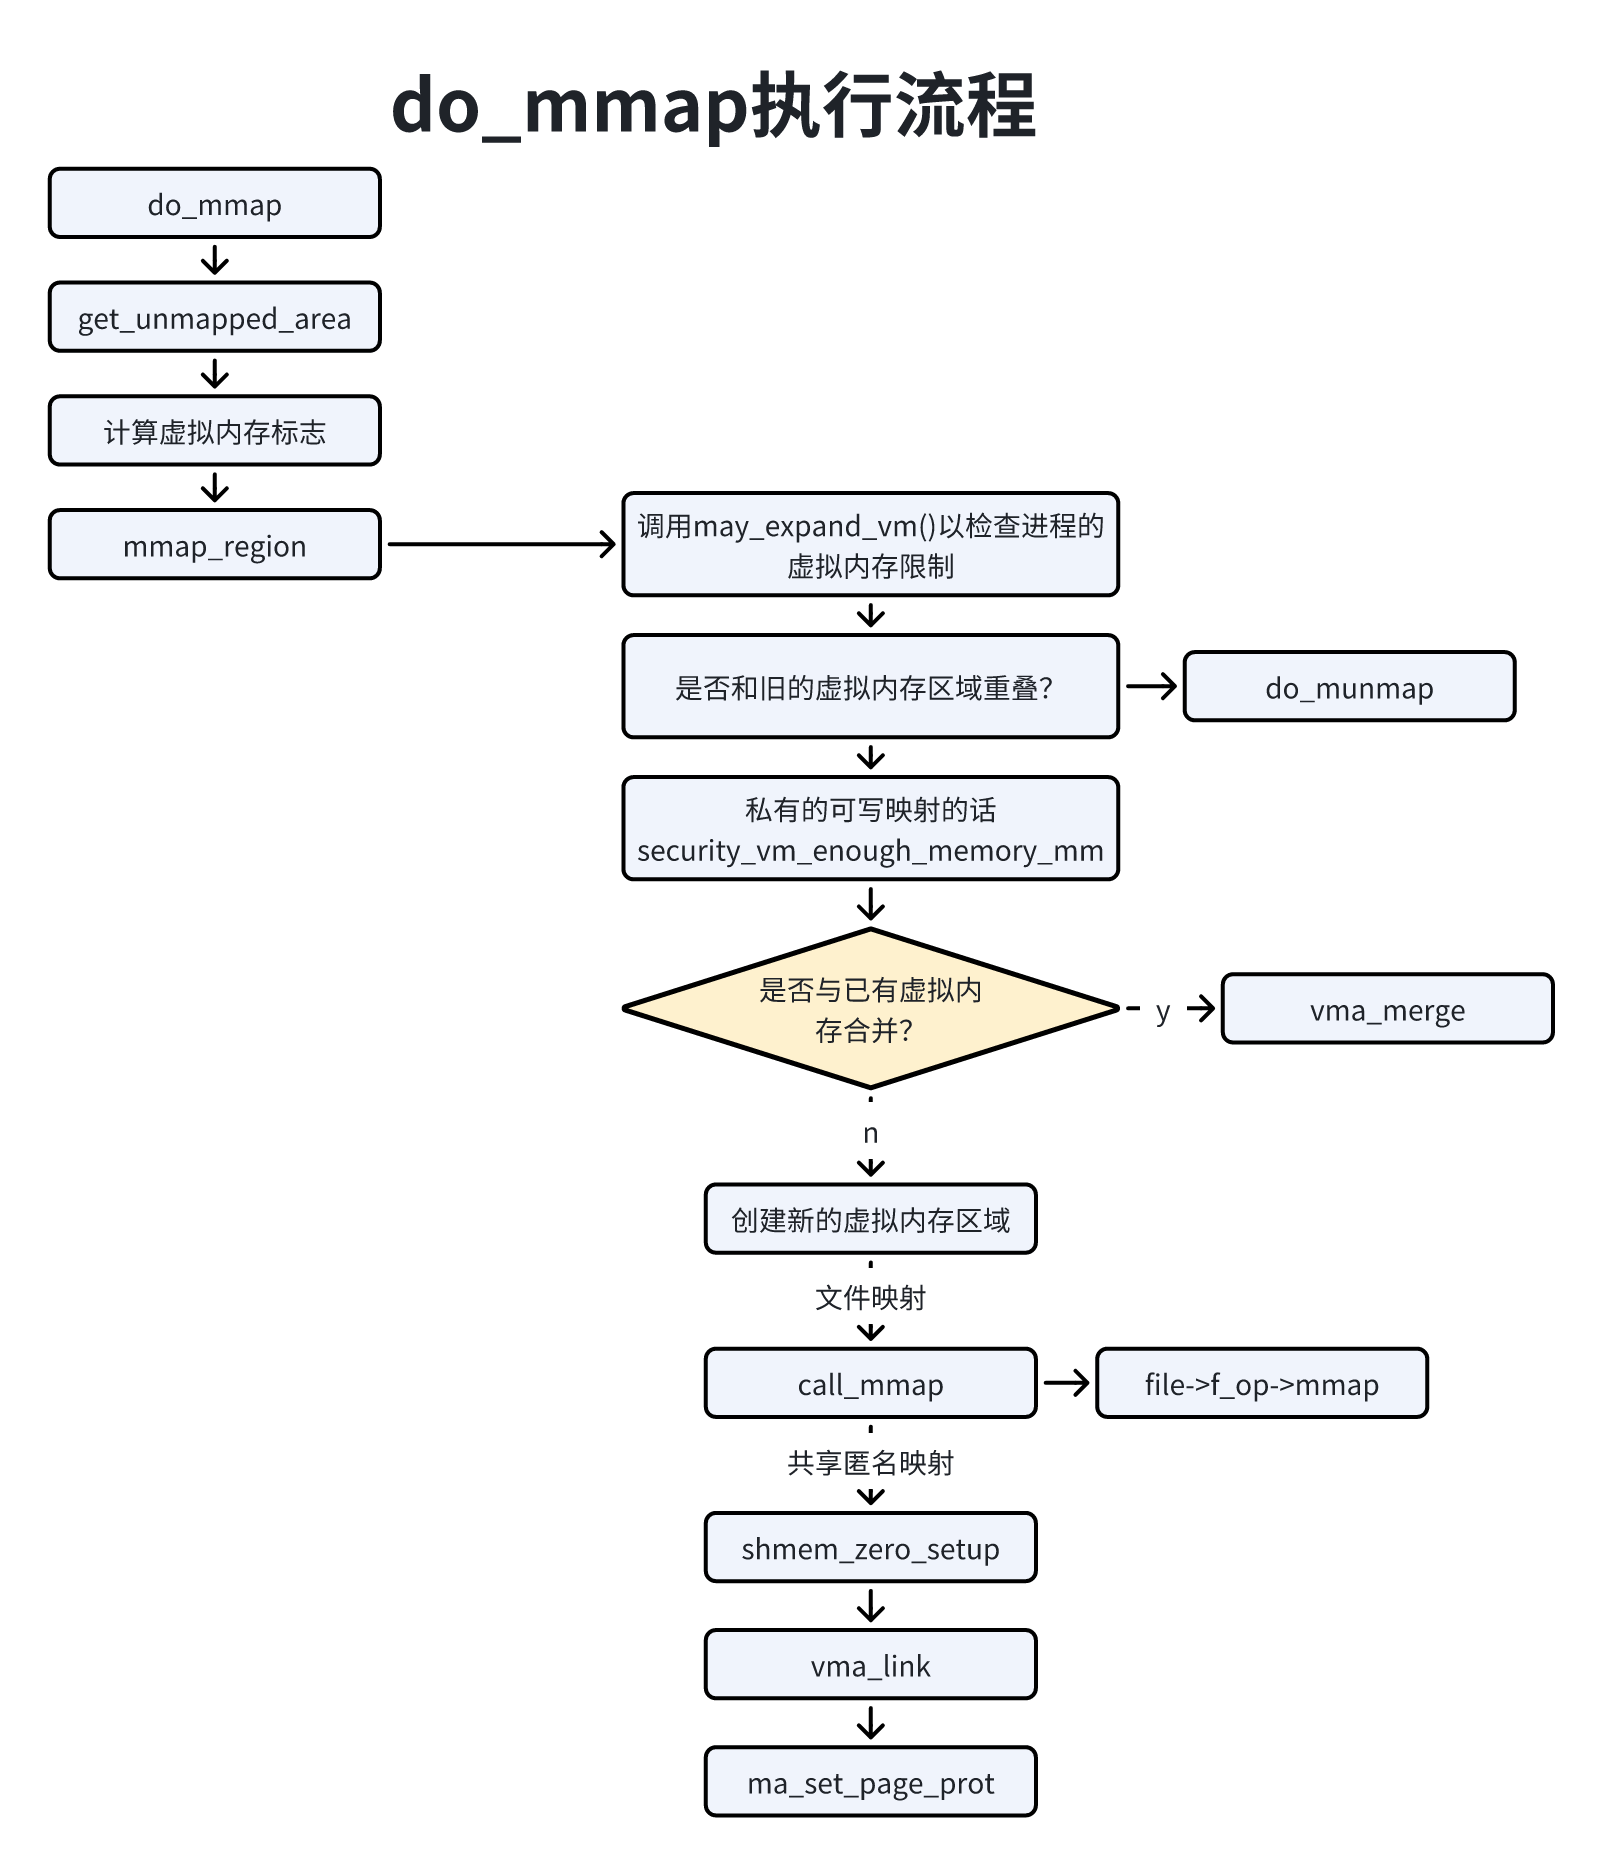 do_mmap执行流程
do_mmap
get_unmapped_area
计算虚拟内存标志
mmap_region
调用may_expand_vm()以检查进程的
虚拟内存限制
是否和旧的虚拟内存区域重叠？
do_munmap
私有的可写映射的话
security_vm_enough_memory_mm
是否与已有虚拟内
存合并？
y
vma_merge
n
创建新的虚拟内存区域
文件映射
call_mmap
file->f_op->mmap
共享匿名映射
shmem_zero_setup
vma_link
ma_set_page_prot